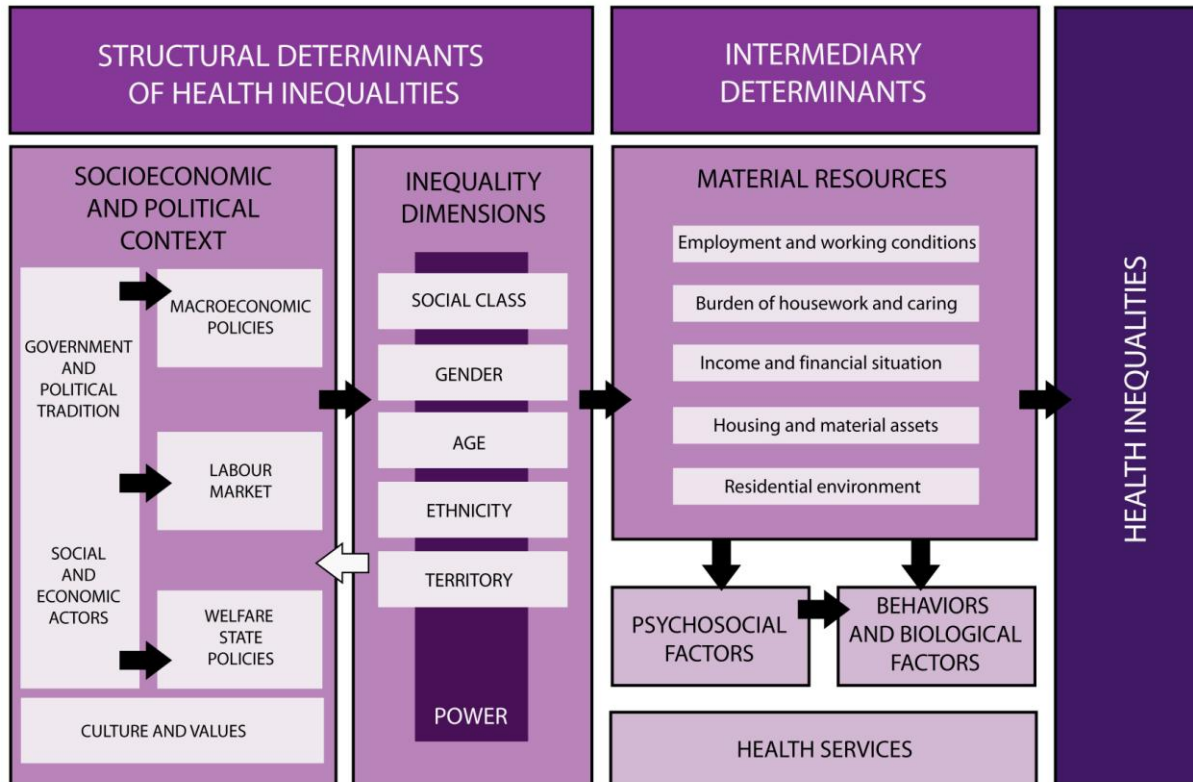 STRUCTURAL DETERMINANTS
OF HEALTH INEQUALITIES
INTERMEDIARY
DETERMINANTS
SOCIOECONOMIC
AND POLITICAL
CONTEXT
GOVERNMENT
AND
POLITICAL
TRADITION
SOCIAL
AND
ECONOMIC
ACTORS
MACROECONOMIC
POLICIES
LABOUR
MARKET
WELFARE
STATE
POLICIES
CULTURE AND VALUES
INEQUALITY
DIMENSIONS
SOCIAL CLASS
GENDER
AGE
ETHNICITY
TERRITORY
POWER
MATERIAL RESOURCES
Employment and working conditions
Burden of housework and caring
Income and financial situation
Housing and material assets
Residential environment
PSYCHOSOCIAL
FACTORS
BEHAVIORS
AND BIOLOGICAL
FACTORS
HEALTH SERVICES
HEALTH INEQUALITIES